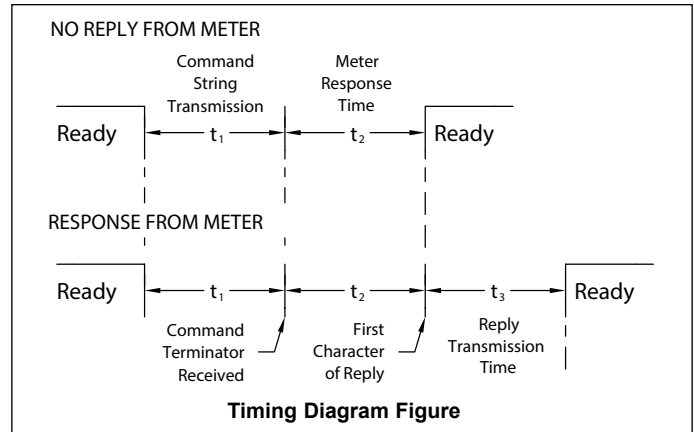 NO REPLY FROM METER
Command
String
Transmission
Meter
Response
Time
Ready
t₁
t₂
Ready
RESPONSE FROM METER
Ready
t₁
t₂
t₃
Ready
Command
Terminator
Received
First
Character
of Reply
Reply
Transmission
Time
Timing Diagram Figure